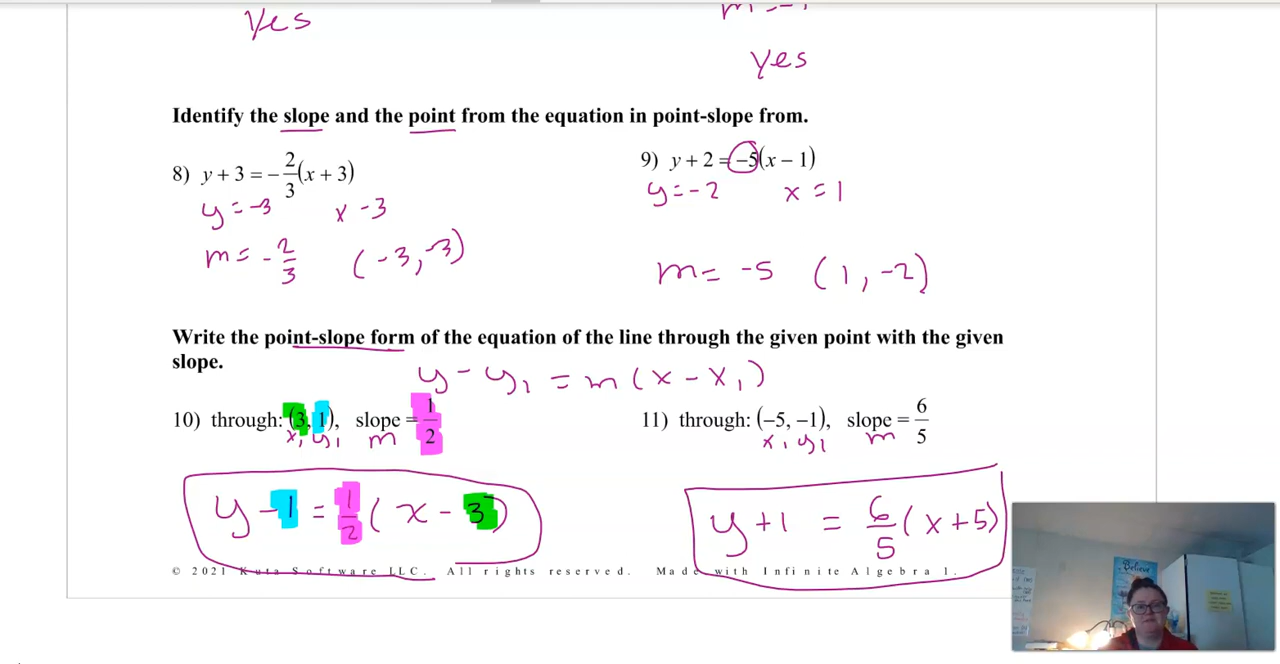 yes
m = -1
yes
Identify the slope and the point from the equation in point-slope from.
8) y + 3 = -2/3(x + 3)
9) y + 2 = -5(x - 1)
y = -3 x -3
y = -2 x = 1
m = -2/3 (-3, -3)
m = -5 (1, -2)
Write the point-slope form of the equation of the line through the given point with the given
slope.
y - y₁ = m(x - x₁)
10) through: (3, 1), slope = 1/2
11) through: (-5, -1), slope = 6/5
x₁ y₁ m
x₁ y₁ m
y - 1 = 1/2(x - 3)
y + 1 = 6/5(x + 5)
© 2021 Kuta Software LLC. All rights reserved. Made with Infinite Algebra 1.
Believe